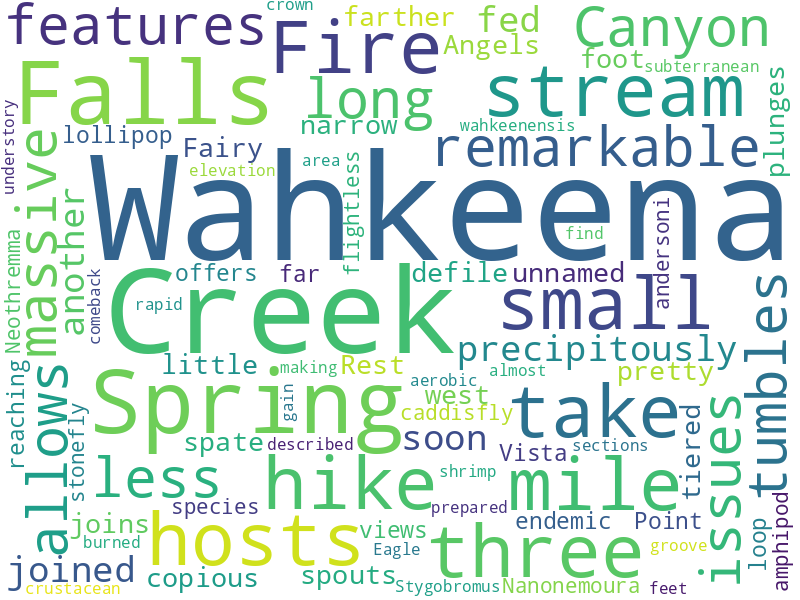 crown
features
Fire
farther
fed
Canyon
Angels
foot
subterranean
Falls
long
stream
plunges
understory
lollipop
narrow
wahkeenensis
remarkable
Fairy
area
elevation
massive
another
flightless
Wahkeena
find
andersoni
Neothremma
comeback
offers
far
defile
unnamed
Creek
rapid
small
tumbles
precipitously
little
making
Rest
almost
pretty
reaching
allows
stonefly
Spring
gain
aerobic
west
caddisfly
take
tiered
issues
spate
described
soon
Vista
sections
less
hike
shrimp
mile
species
prepared
endemic
Point
loop
amphipod
joins
hosts
views
three
burned
Eagle
groove
joined
copious
spouts
Stygobromus
Nanonemoura
feet
crustacean